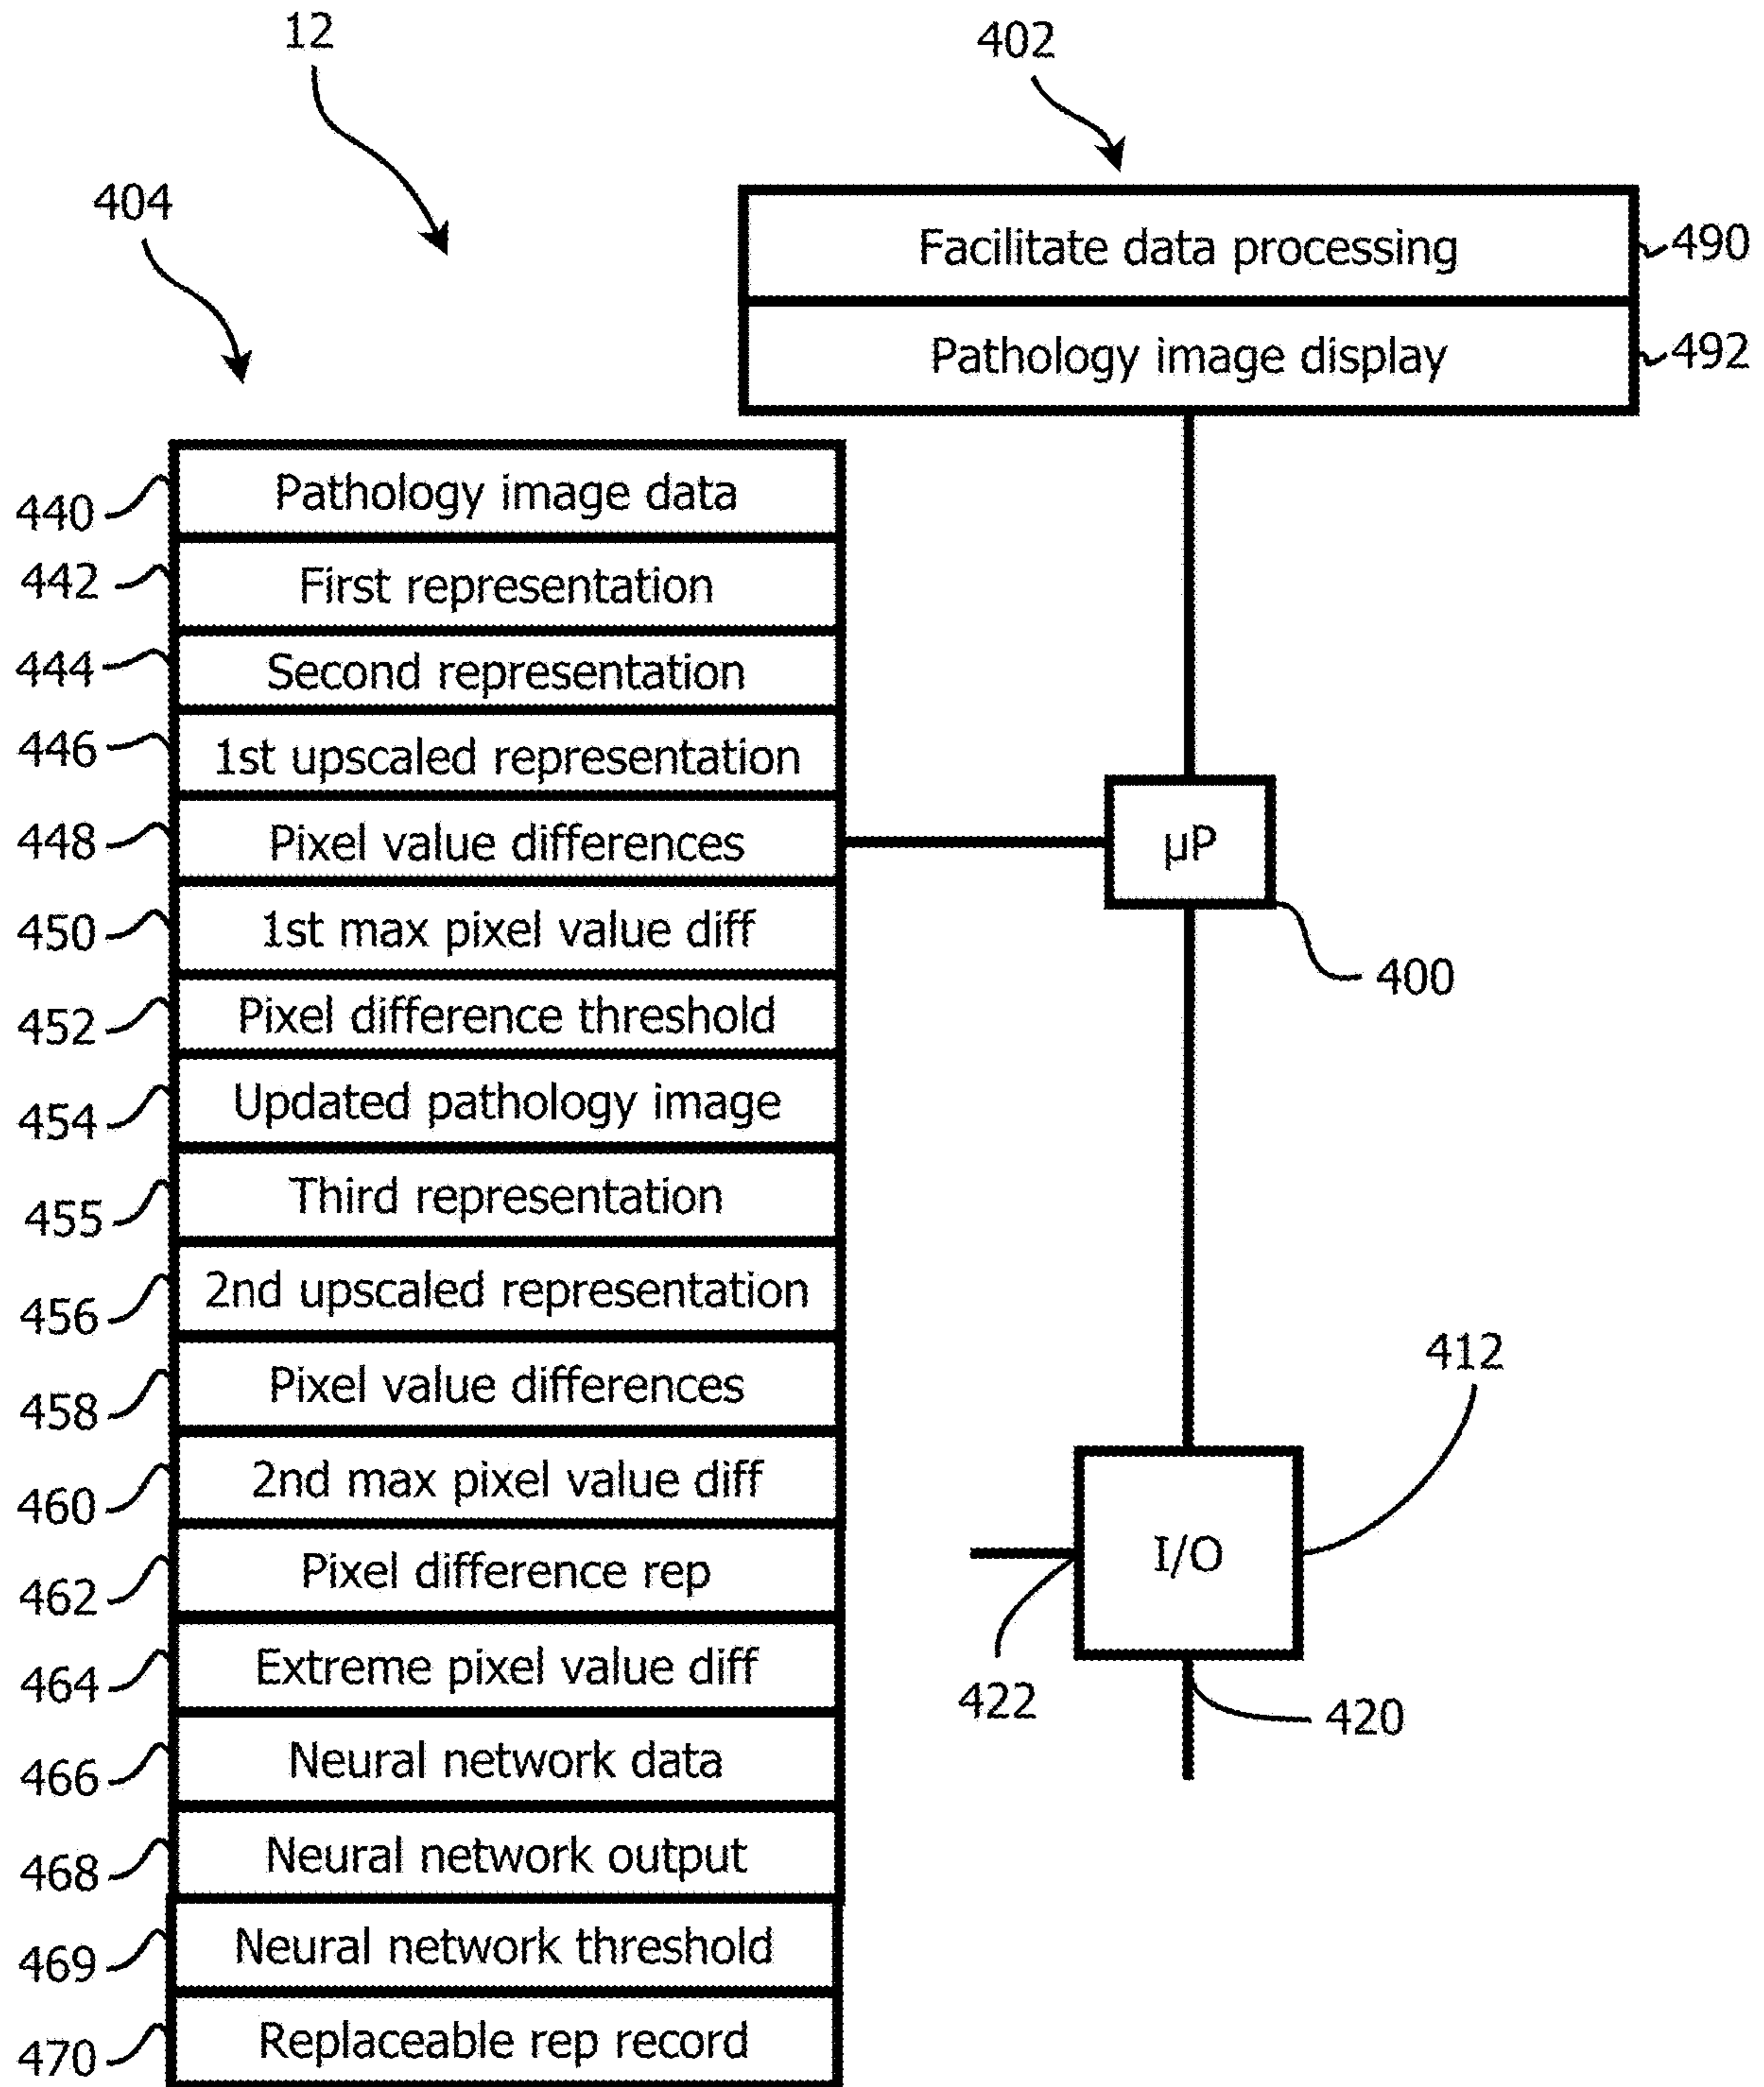 12
402
404
Facilitate data processing
490
Pathology image display
492
440
Pathology image data
442
First representation
444
Second representation
446
1st upscaled representation
448
Pixel value differences
µP
400
450
1st max pixel value diff
452
Pixel difference threshold
454
Updated pathology image
455
Third representation
456
2nd upscaled representation
458
Pixel value differences
412
460
2nd max pixel value diff
I/O
462
Pixel difference rep
464
Extreme pixel value diff
422
420
466
Neural network data
468
Neural network output
469
Neural network threshold
470
Replaceable rep record